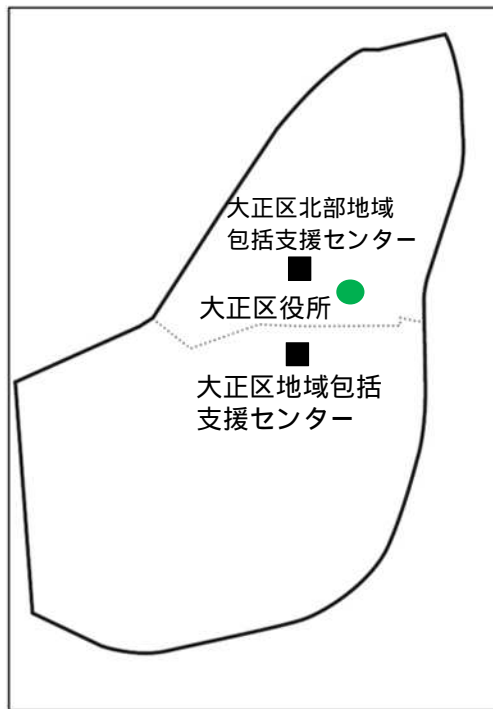 大正区北部地域
包括支援センター
大正区役所
大正区地域包括
支援センター